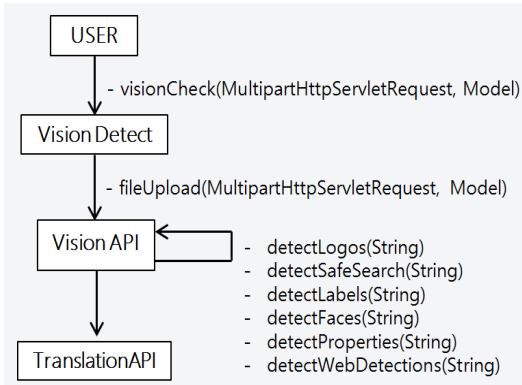 USER
- visionCheck(MultipartHttpServletRequest, Model)
Vision Detect
- fileUpload(MultipartHttpServletRequest, Model)
Vision API
- detectLogos(String)
- detectSafeSearch(String)
- detectLabels(String)
- detectFaces(String)
- detectProperties(String)
- detectWebDetections(String)
TranslationAPI